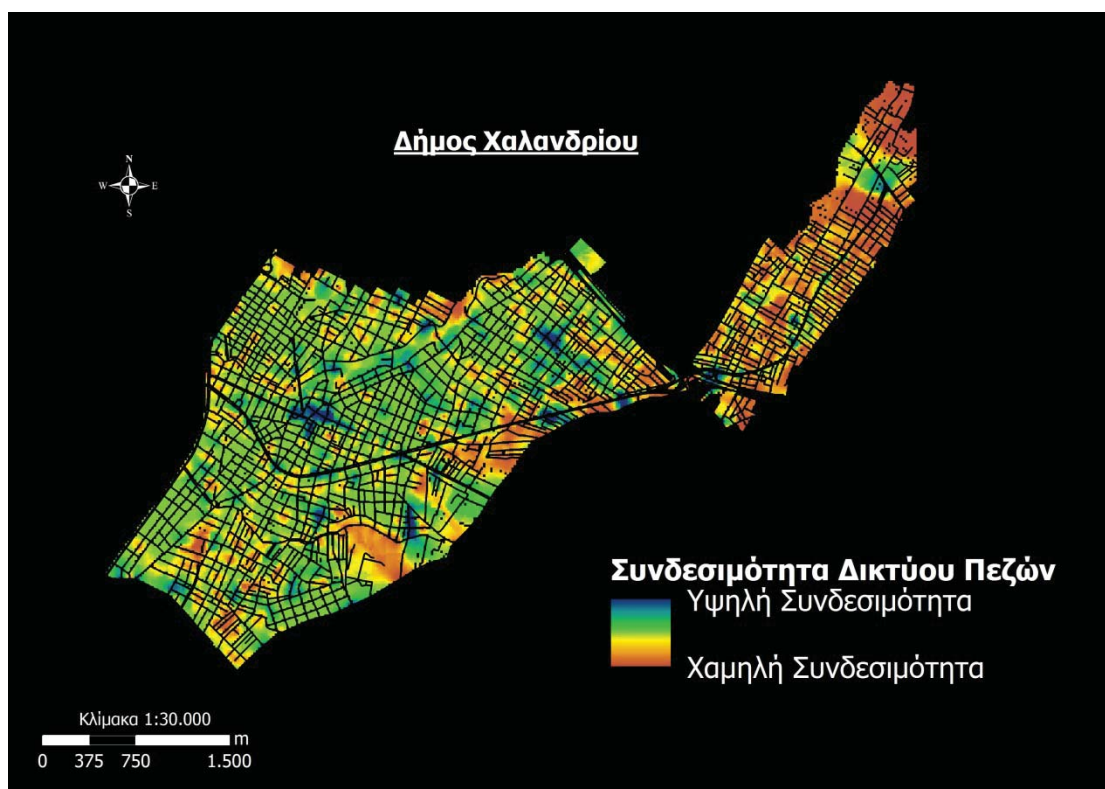 Δήμος Χαλανδρίου
N
W E
S
Συνδεσιμότητα Δικτύου Πεζών
Υψηλή Συνδεσιμότητα
Χαμηλή Συνδεσιμότητα
Κλίμακα 1:30.000
m
0 375 750 1.500